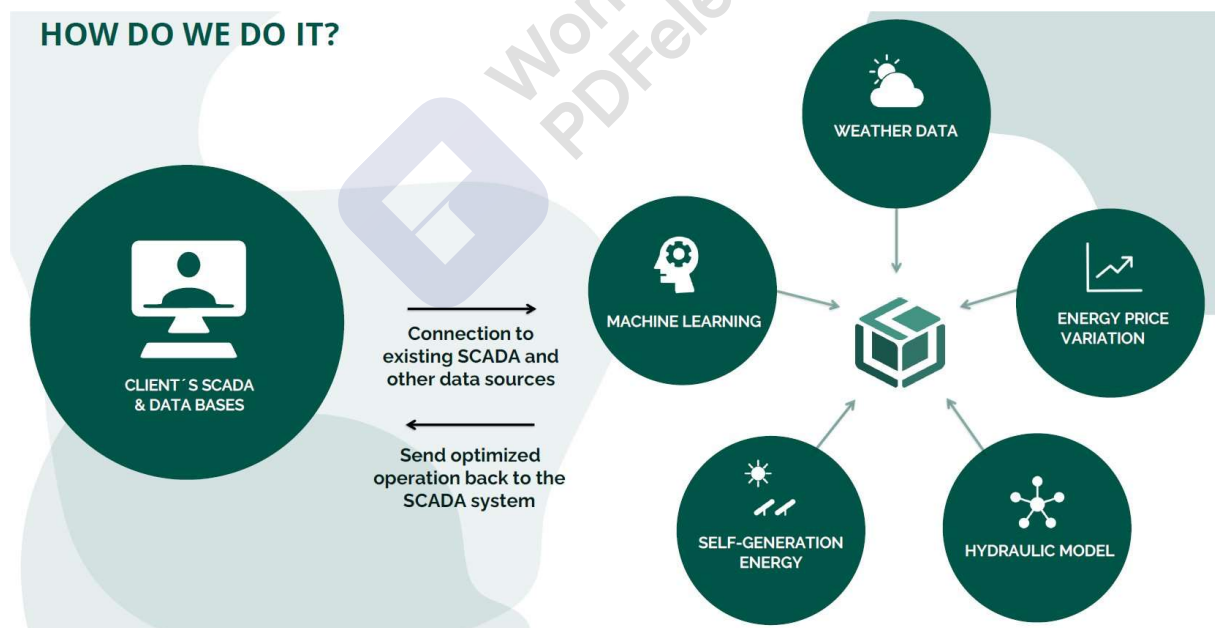 HOW DO WE DO IT?
WEATHER DATA
MACHINE LEARNING
ENERGY PRICE
VARIATION
CLIENT´S SCADA
& DATA BASES
Connection to
existing SCADA and
other data sources
Send optimized
operation back to the
SCADA system
SELF-GENERATION
ENERGY
HYDRAULIC MODEL